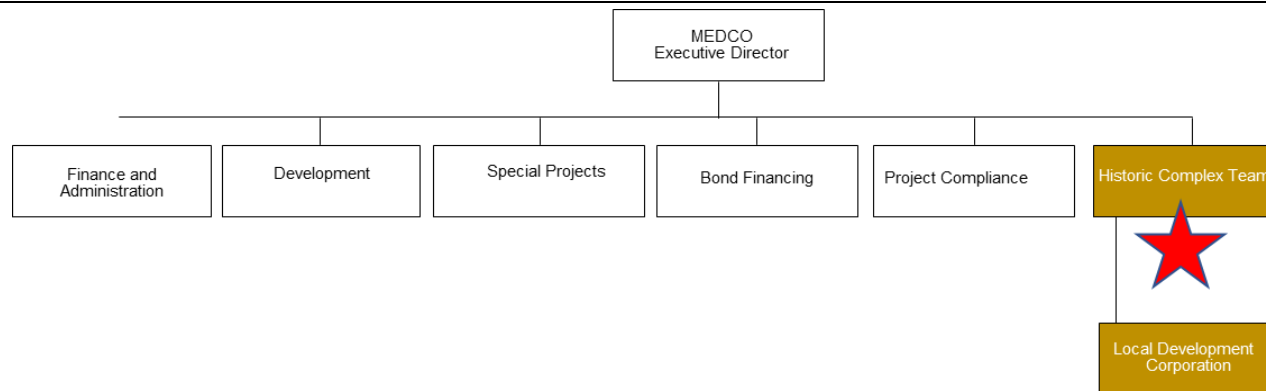 MEDCO
Executive Director
Finance and
Administration
Development
Special Projects
Bond Financing
Project Compliance
Historic Complex Team
Local Development
Corporation